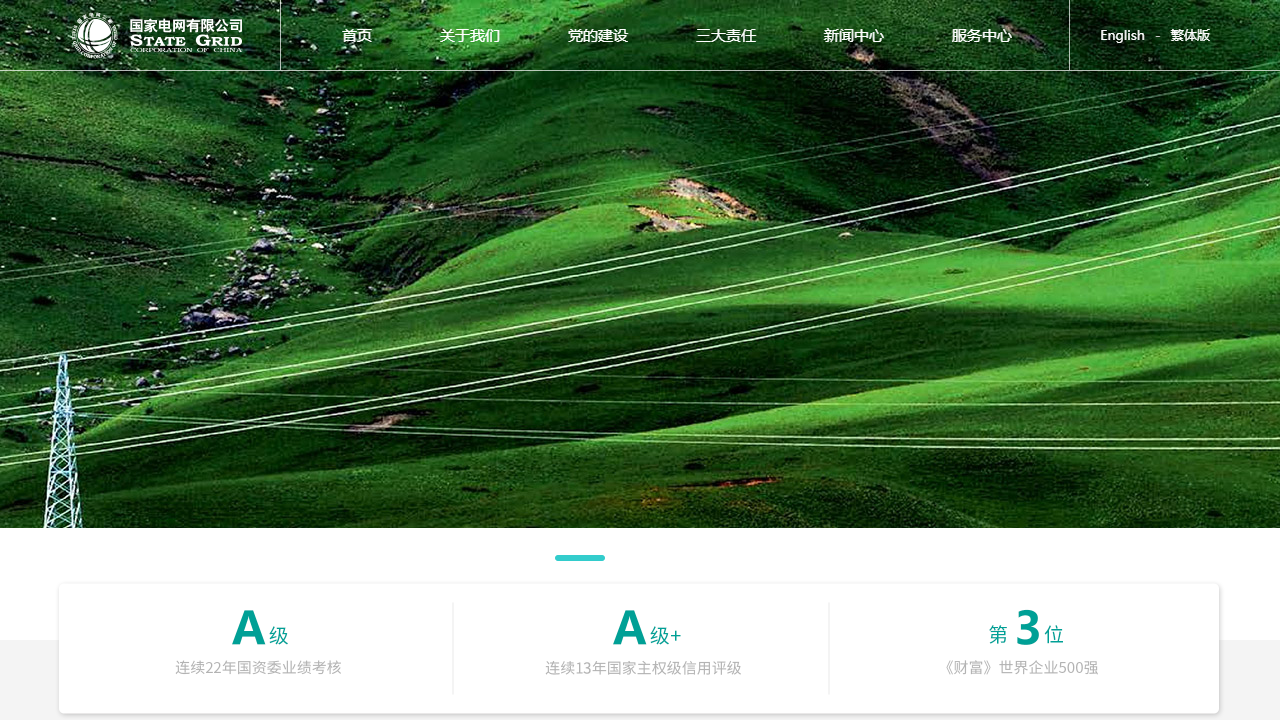 国家电网有限公司
STATE GRID
CORPORATION OF CHINA
首页 关于我们 党的建设 三大责任 新闻中心 服务中心 English - 繁体版
A级 A级+ 第3位
连续22年国资委业绩考核 连续13年国家主权级信用评级 《财富》世界企业500强